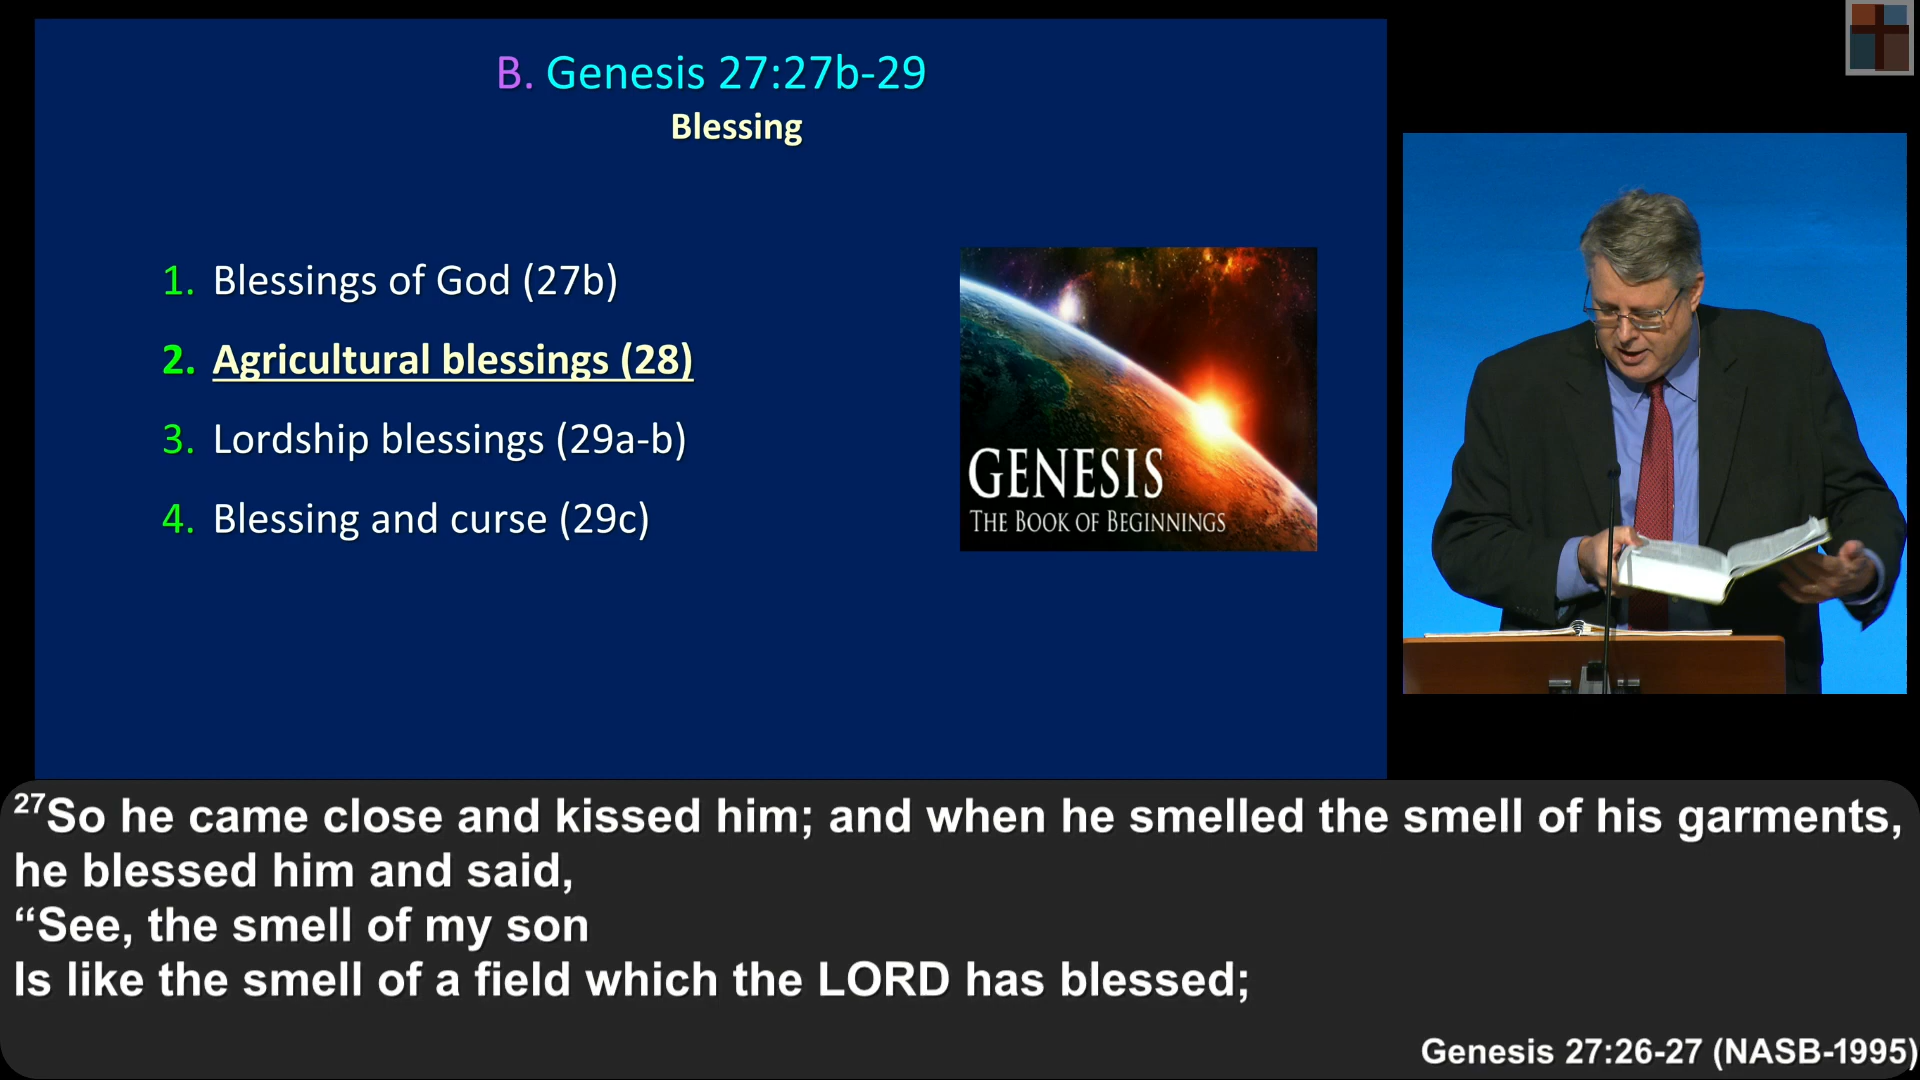 B. Genesis 27:27b-29
Blessing
1. Blessings of God (27b)
2. Agricultural blessings (28)
3. Lordship blessings (29a-b)
4. Blessing and curse (29c)
GENESIS
THE BOOK OF BEGINNINGS
27So he came close and kissed him; and when he smelled the smell of his garments,
he blessed him and said,
“See, the smell of my son
Is like the smell of a field which the LORD has blessed;
Genesis 27:26-27 (NASB-1995)